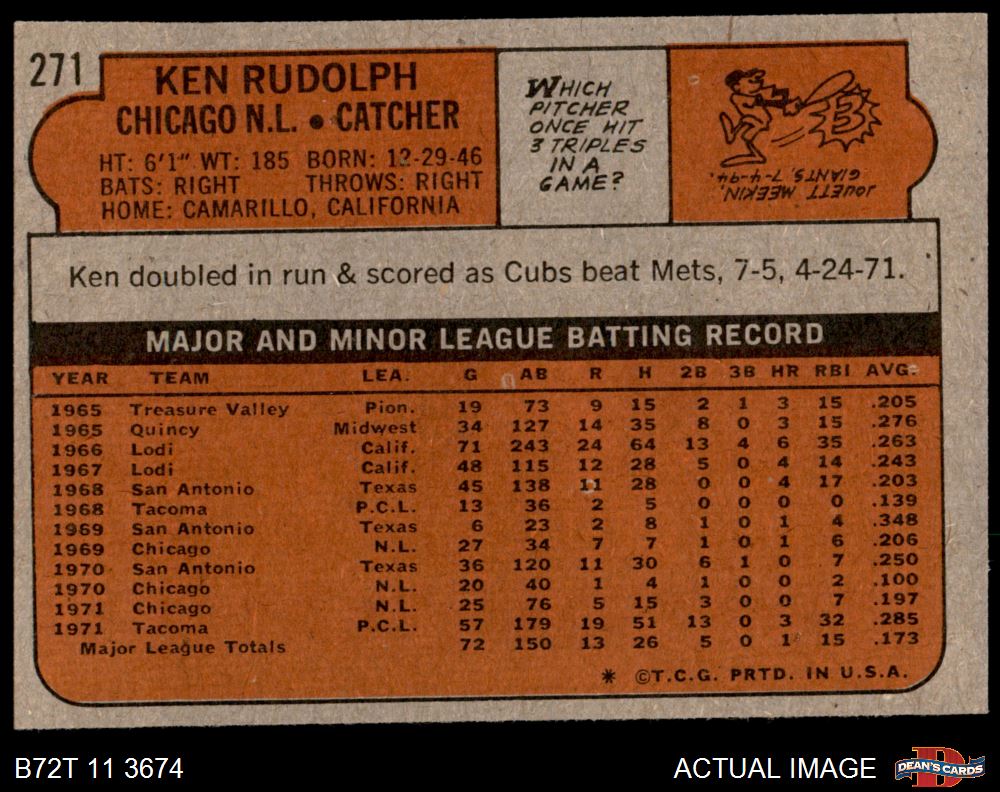 271
KEN RUDOLPH
CHICAGO N.L. • CATCHER
HT: 6'1" WT: 185 BORN: 12-29-46
BATS: RIGHT THROWS: RIGHT
HOME: CAMARILLO, CALIFORNIA
WHICH
PITCHER
ONCE HIT
3 TRIPLES
IN A
GAME?
3
JOUETT MEEKIN,
GIANTS, 7-4-94.
Ken doubled in run & scored as Cubs beat Mets, 7-5, 4-24-71.
MAJOR AND MINOR LEAGUE BATTING RECORD
YEAR TEAM LEA. G AB R H 2B 3B HR RBI AVG.
1965 Treasure Valley Pion. 19 73 9 15 2 1 3 15 .205
1965 Quincy Midwest 34 127 14 35 8 0 3 15 .276
1966 Lodi Calif. 71 243 24 64 13 4 6 35 .263
1967 Lodi Calif. 48 115 12 28 5 0 4 14 .243
1968 San Antonio Texas 45 138 11 28 0 0 4 17 .203
1968 Tacoma P.C.L. 13 36 2 5 0 0 0 0 .139
1969 San Antonio Texas 6 23 2 8 1 0 1 4 .348
1969 Chicago N.L. 27 34 7 7 1 0 1 6 .206
1970 San Antonio Texas 36 120 11 30 6 1 0 7 .250
1970 Chicago N.L. 20 40 1 4 1 0 0 2 .100
1971 Chicago N.L. 25 76 5 15 3 0 0 7 .197
1971 Tacoma P.C.L. 57 179 19 51 13 0 3 32 .285
Major League Totals 72 150 13 26 5 0 1 15 .173
* ©T.C.G. PRTD. IN U.S.A.
B72T 11 3674
ACTUAL IMAGE
D
DEAN'S CARDS